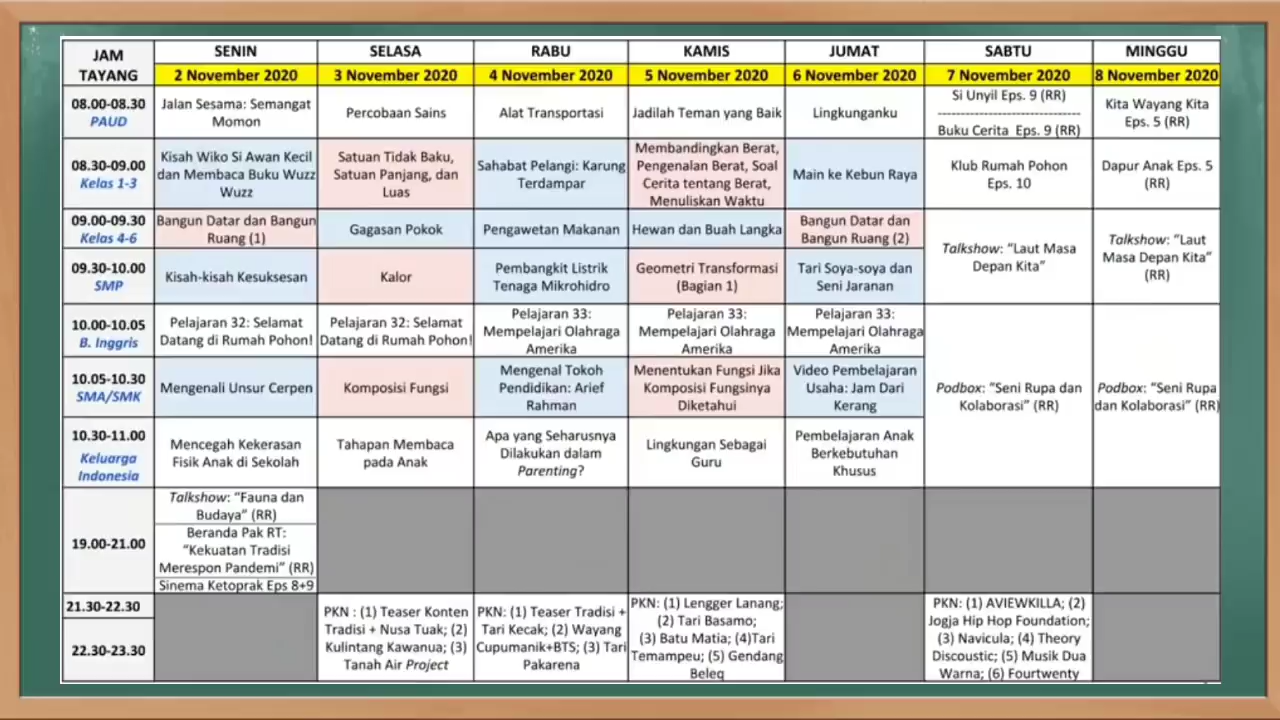 JAM TAYANG
SENIN
SELASA
RABU
KAMIS
JUMAT
SABTU
MINGGU
2 November 2020
3 November 2020
4 November 2020
5 November 2020
6 November 2020
7 November 2020
8 November 2020
08.00-08.30
PAUD
Jalan Sesama: Semangat
Momon
Percobaan Sains
Alat Transportasi
Jadilah Teman yang Baik
Lingkunganku
Si Unyil Eps. 9 (RR)
------------------------------
Buku Cerita Eps. 9 (RR)
Kita Wayang Kita
Eps. 5 (RR)
08.30-09.00
Kelas 1-3
Kisah Wiko Si Awan Kecil
dan Membaca Buku Wuzz
Wuzz
Satuan Tidak Baku,
Satuan Panjang, dan
Luas
Sahabat Pelangi: Karung
Terdampar
Membandingkan Berat,
Pengenalan Berat, Soal
Cerita tentang Berat,
Menuliskan Waktu
Main ke Kebun Raya
Klub Rumah Pohon
Eps. 10
Dapur Anak Eps. 5
(RR)
09.00-09.30
Kelas 4-6
Bangun Datar dan Bangun
Ruang (1)
Gagasan Pokok
Pengawetan Makanan
Hewan dan Buah Langka
Bangun Datar dan
Bangun Ruang (2)
Talkshow: “Laut Masa
Depan Kita”
Talkshow: “Laut
Masa Depan Kita”
(RR)
09.30-10.00
SMP
Kisah-kisah Kesuksesan
Kalor
Pembangkit Listrik
Tenaga Mikrohidro
Geometri Transformasi
(Bagian 1)
Tari Soya-soya dan
Seni Jaranan
10.00-10.05
B. Inggris
Pelajaran 32: Selamat
Datang di Rumah Pohon!
Pelajaran 32: Selamat
Datang di Rumah Pohon!
Pelajaran 33:
Mempelajari Olahraga
Amerika
Pelajaran 33:
Mempelajari Olahraga
Amerika
Pelajaran 33:
Mempelajari Olahraga
Amerika
Podbox: “Seni Rupa dan
Kolaborasi” (RR)
Podbox: “Seni Rupa
dan Kolaborasi” (RR)
10.05-10.30
SMA/SMK
Mengenali Unsur Cerpen
Komposisi Fungsi
Mengenal Tokoh
Pendidikan: Arief
Rahman
Menentukan Fungsi Jika
Komposisi Fungsinya
Diketahui
Video Pembelajaran
Usaha: Jam Dari
Kerang
10.30-11.00
Keluarga
Indonesia
Mencegah Kekerasan
Fisik Anak di Sekolah
Tahapan Membaca
pada Anak
Apa yang Seharusnya
Dilakukan dalam
Parenting?
Lingkungan Sebagai
Guru
Pembelajaran Anak
Berkebutuhan
Khusus
19.00-21.00
Talkshow: “Fauna dan
Budaya” (RR)
Beranda Pak RT:
“Kekuatan Tradisi
Merespon Pandemi” (RR)
Sinema Ketoprak Eps 8+9
21.30-22.30
22.30-23.30
PKN : (1) Teaser Konten
Tradisi + Nusa Tuak; (2)
Kulintang Kawanua; (3)
Tanah Air Project
PKN: (1) Teaser Tradisi +
Tari Kecak; (2) Wayang
Cupumanik+BTS; (3) Tari
Pakarena
PKN: (1) Lengger Lanang;
(2) Tari Basamo;
(3) Batu Matia; (4)Tari
Temampeu; (5) Gendang
Beleq
PKN: (1) AVIEWKILLA; (2)
Jogja Hip Hop Foundation;
(3) Navicula; (4) Theory
Discoustic; (5) Musik Dua
Warna; (6) Fourtwenty